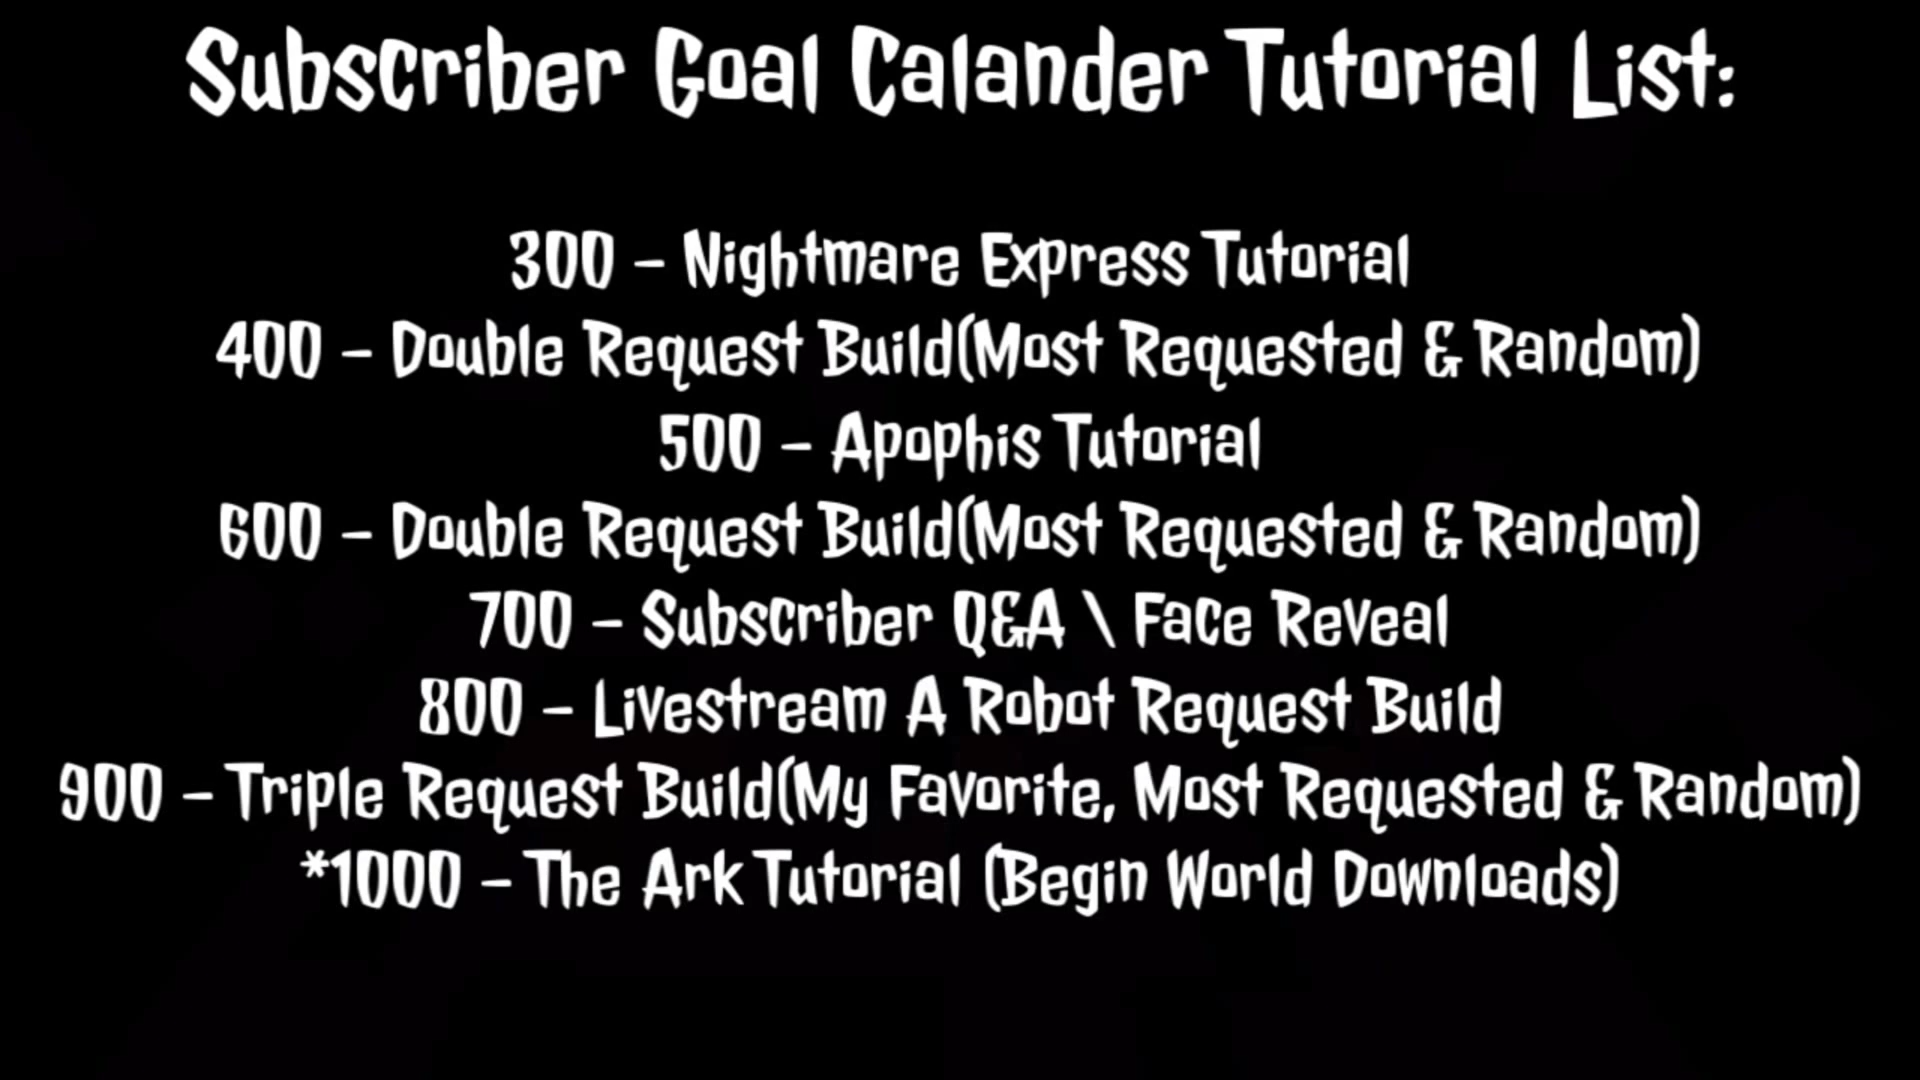 Subscriber Goal Calander Tutorial List:
300 – Nightmare Express Tutorial
400 – Double Request Build(Most Requested & Random)
500 – Apophis Tutorial
600 – Double Request Build(Most Requested & Random)
700 – Subscriber Q&A \ Face Reveal
800 – Livestream A Robot Request Build
900 – Triple Request Build(My Favorite, Most Requested & Random)
*1000 – The Ark Tutorial (Begin World Downloads)